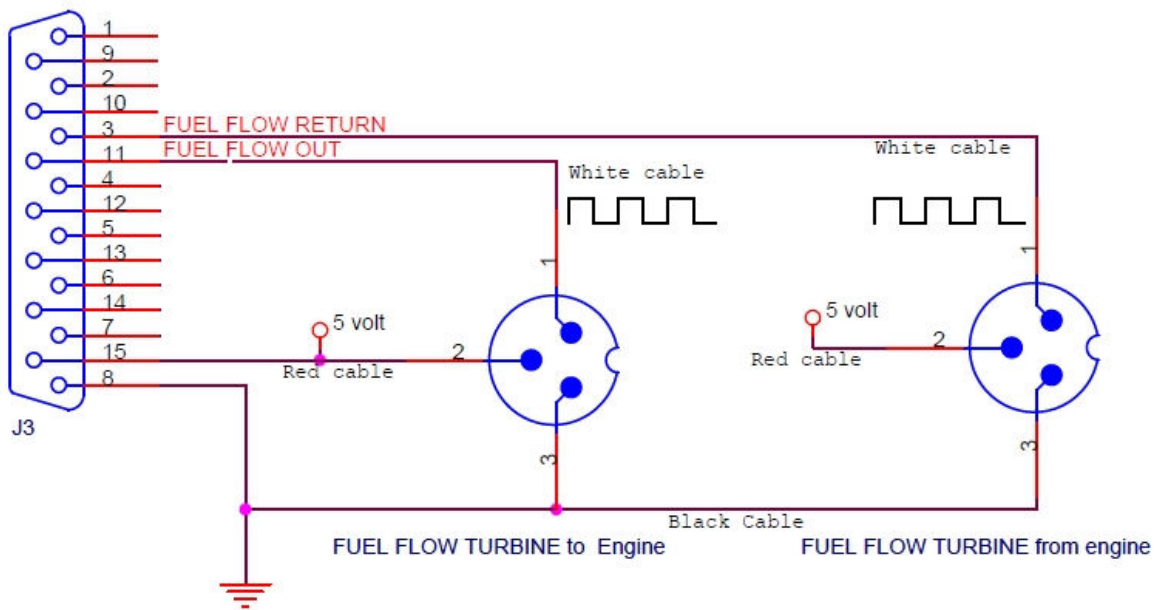 1
9
2
10
3 FUEL FLOW RETURN
11 FUEL FLOW OUT
4
12
5
13
6
14
7
15
8
J3
White cable
White cable
1
1
5 volt
2
Red cable
5 volt
2
Red cable
3
3
Black Cable
FUEL FLOW TURBINE to Engine
FUEL FLOW TURBINE from engine